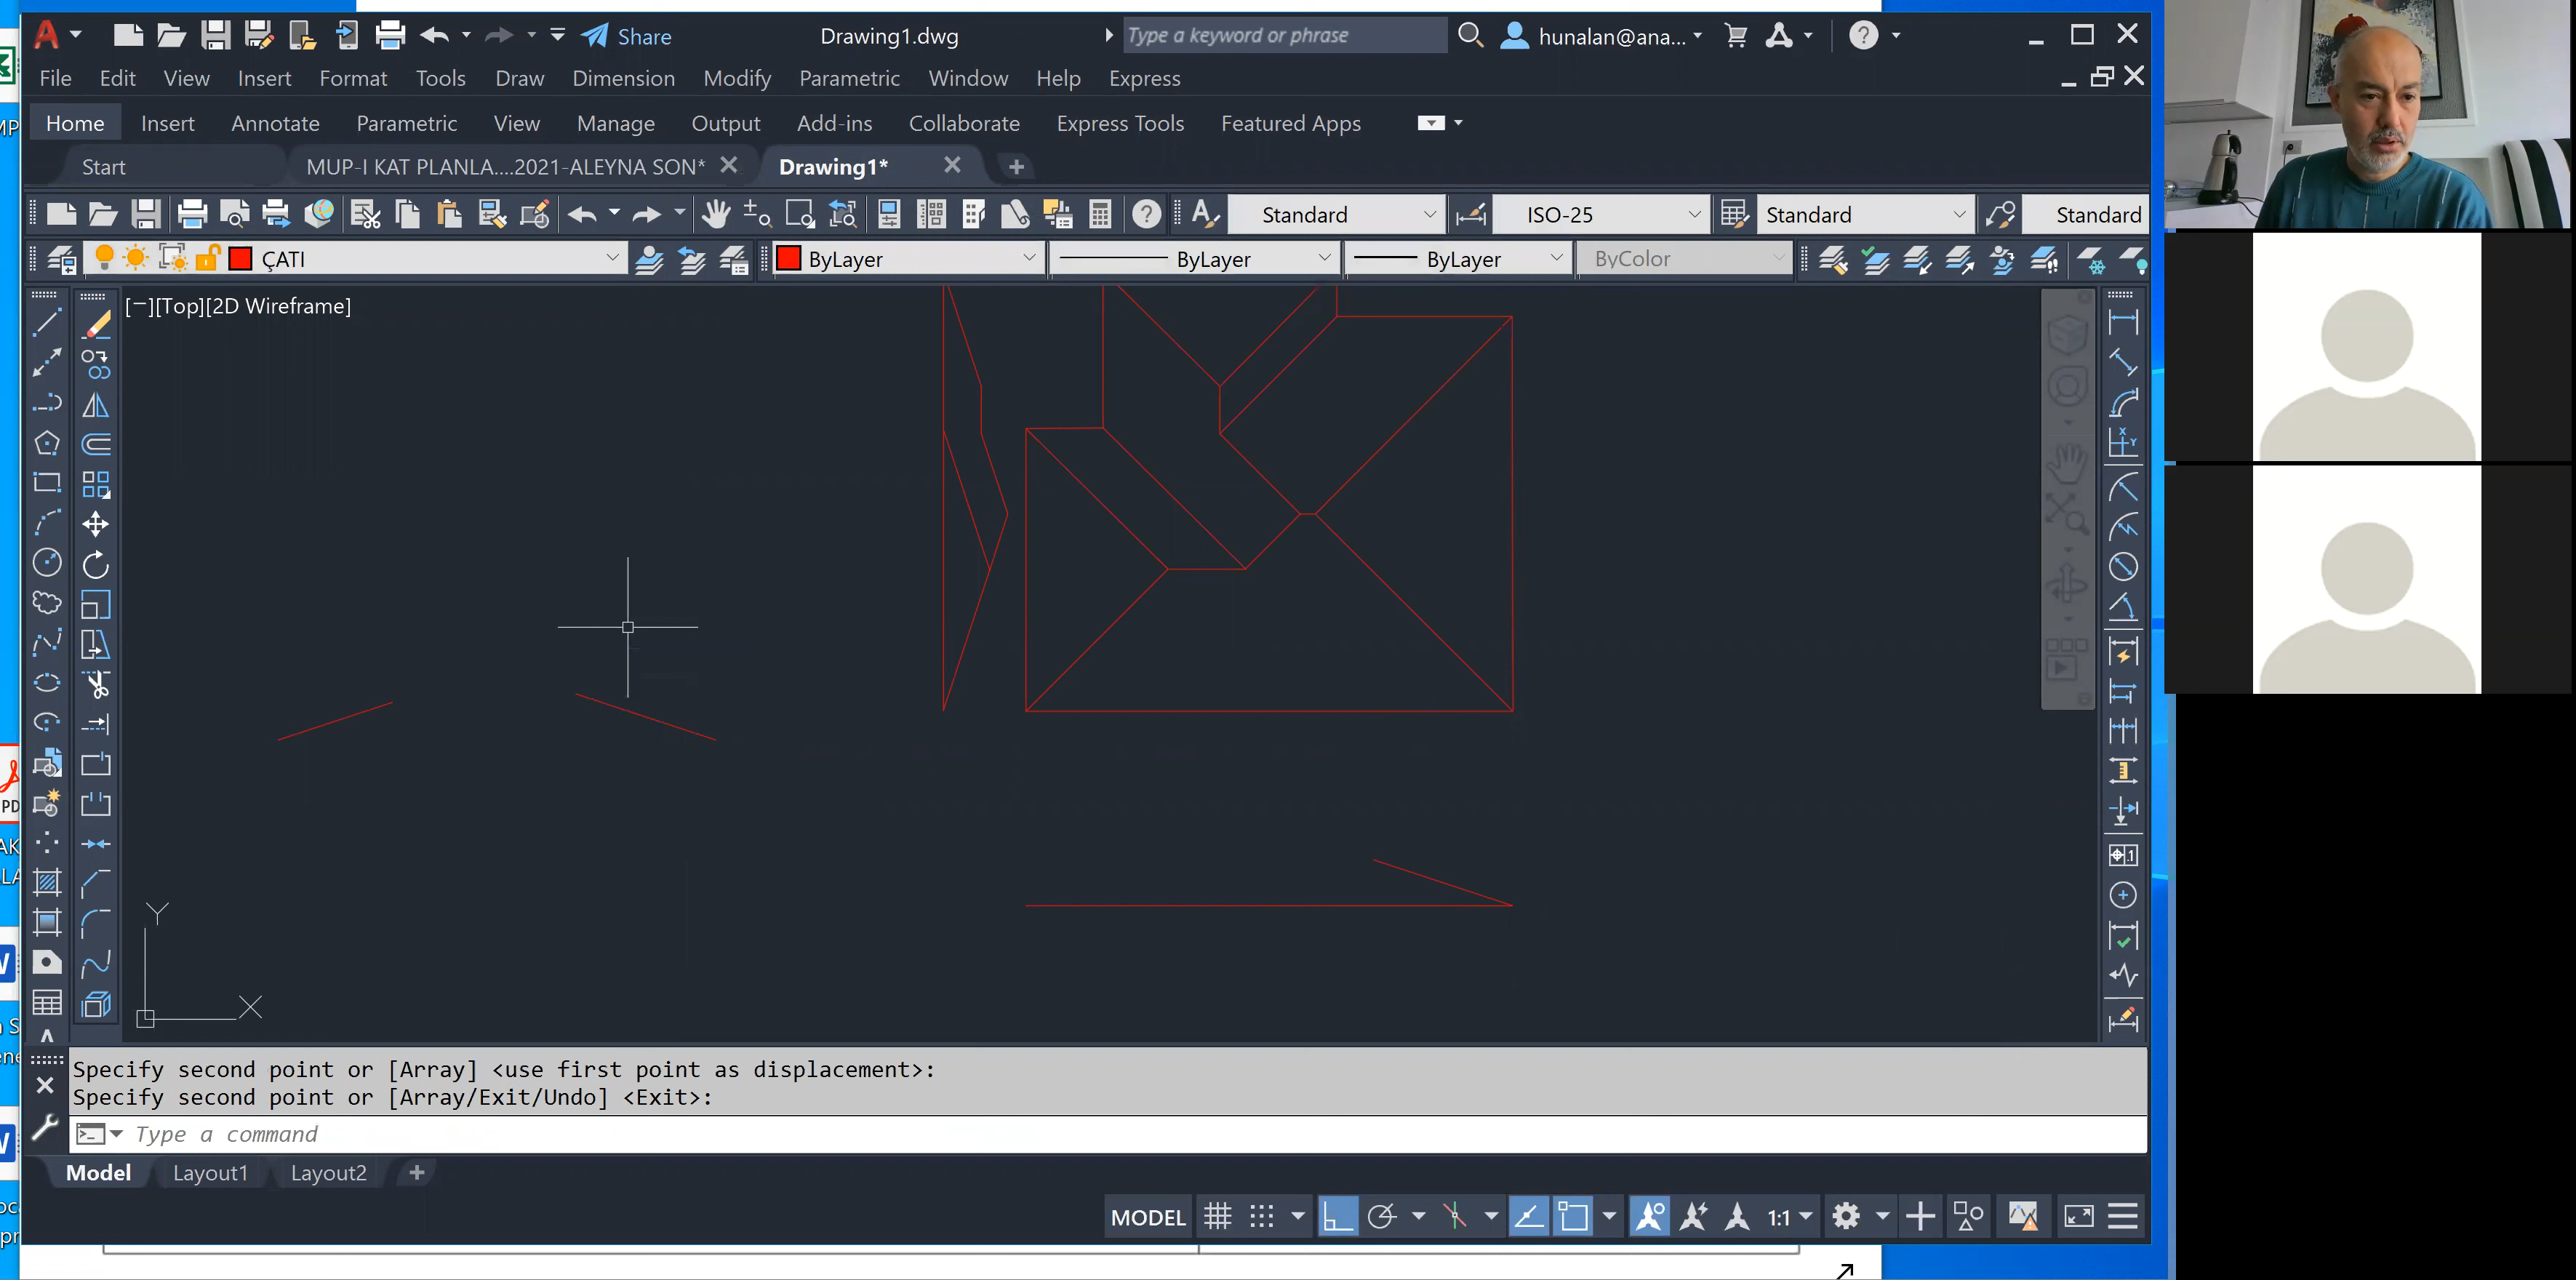 Share
Drawing1.dwg
Type a keyword or phrase
hunalan@ana...
File Edit View Insert Format Tools Draw Dimension Modify Parametric Window Help Express
Home Insert Annotate Parametric View Manage Output Add-ins Collaborate Express Tools Featured Apps
Start MUP-I KAT PLANLA....2021-ALEYNA SON* Drawing1*
Standard ISO-25 Standard Standard
ÇATI ByLayer ByLayer ByLayer ByColor
[−][Top][2D Wireframe]
Y
X
Specify second point or [Array] <use first point as displacement>:
Specify second point or [Array/Exit/Undo] <Exit>:
Type a command
Model Layout1 Layout2
MODEL 1:1